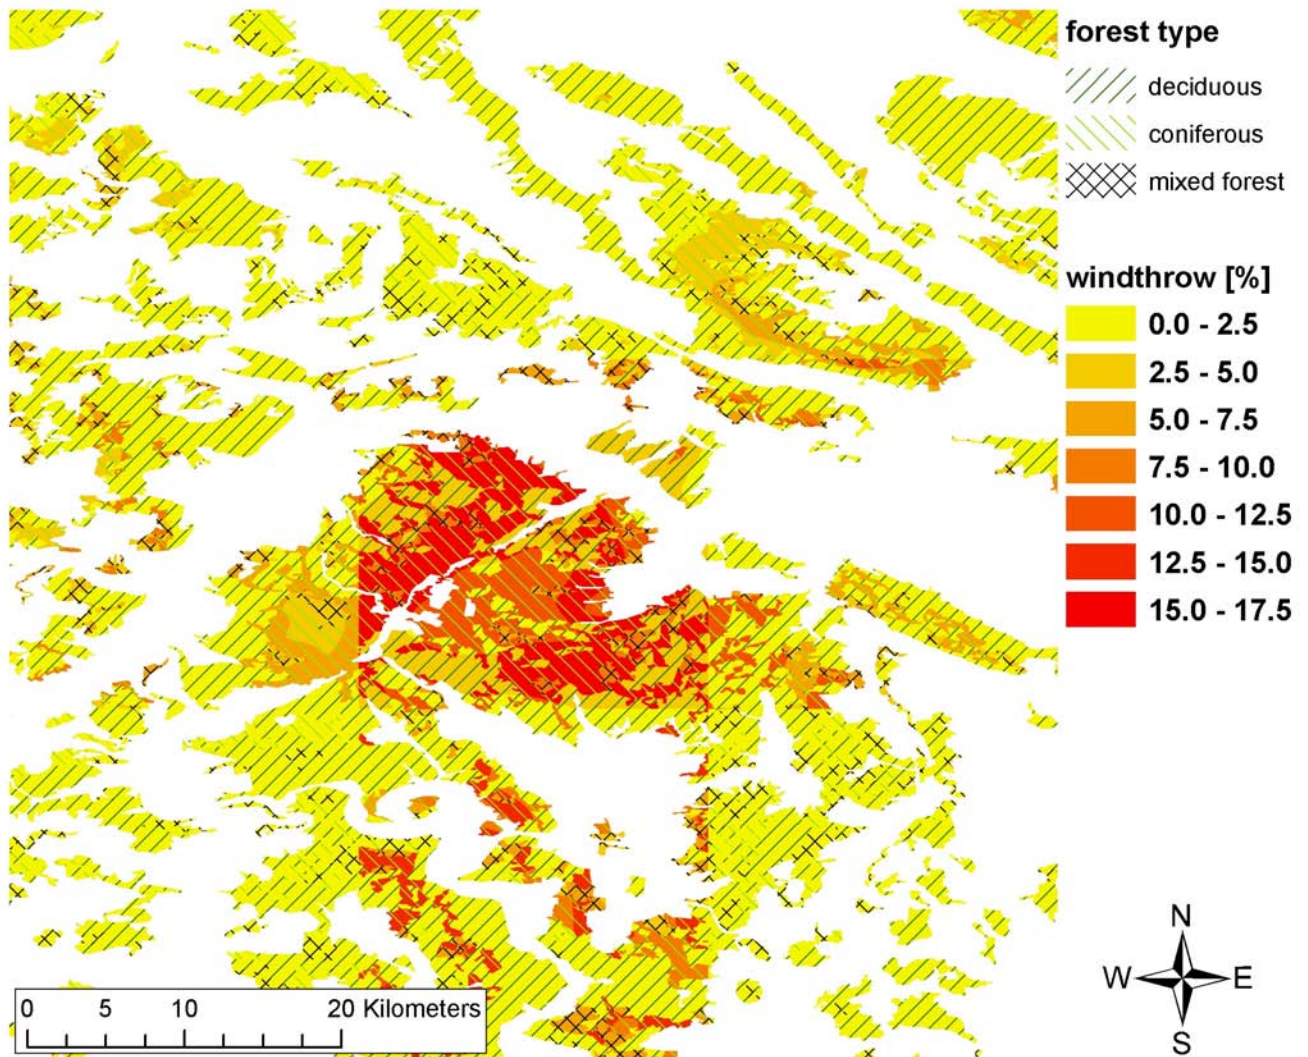 forest type
deciduous
coniferous
mixed forest
windthrow [%]
0.0 - 2.5
2.5 - 5.0
5.0 - 7.5
7.5 - 10.0
10.0 - 12.5
12.5 - 15.0
15.0 - 17.5
N
W E
S
0 5 10 20 Kilometers